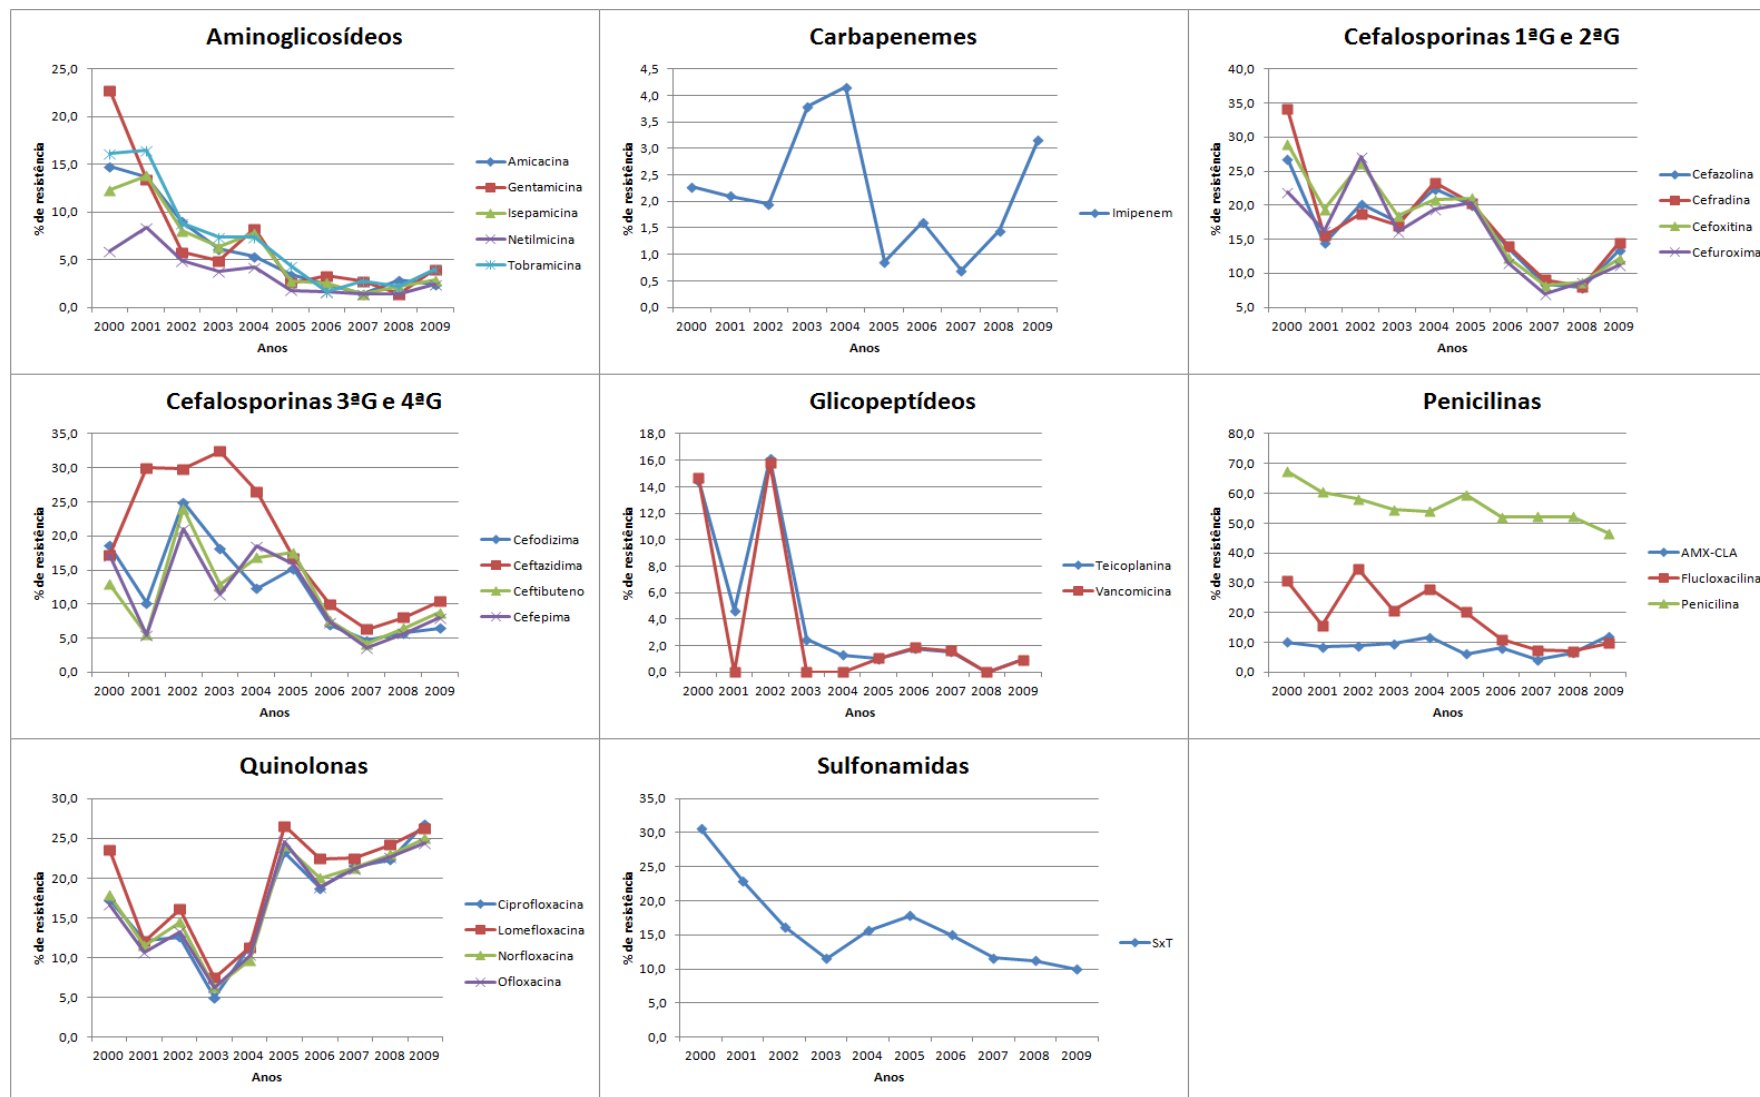 Aminoglicosídeos
% de resistência
25,0
20,0
15,0
10,0
5,0
0,0
2000 2001 2002 2003 2004 2005 2006 2007 2008 2009
Anos
Amicacina
Gentamicina
Isepamicina
Netilmicina
Tobramicina
Carbapenemes
% de resistência
4,5
4,0
3,5
3,0
2,5
2,0
1,5
1,0
0,5
0,0
2000 2001 2002 2003 2004 2005 2006 2007 2008 2009
Anos
Imipenem
Cefalosporinas 1ªG e 2ªG
% de resistência
40,0
35,0
30,0
25,0
20,0
15,0
10,0
5,0
2000 2001 2002 2003 2004 2005 2006 2007 2008 2009
Anos
Cefazolina
Cefradina
Cefoxitina
Cefuroxima
Cefalosporinas 3ªG e 4ªG
% de resistência
35,0
30,0
25,0
20,0
15,0
10,0
5,0
0,0
2000 2001 2002 2003 2004 2005 2006 2007 2008 2009
Anos
Cefodizima
Ceftazidima
Ceftibuteno
Cefepima
Glicopeptídeos
% de resistência
18,0
16,0
14,0
12,0
10,0
8,0
6,0
4,0
2,0
0,0
2000 2001 2002 2003 2004 2005 2006 2007 2008 2009
Anos
Teicoplanina
Vancomicina
Penicilinas
% de resistência
80,0
70,0
60,0
50,0
40,0
30,0
20,0
10,0
0,0
2000 2001 2002 2003 2004 2005 2006 2007 2008 2009
Anos
AMX-CLA
Flucloxacilina
Penicilina
Quinolonas
% de resistência
30,0
25,0
20,0
15,0
10,0
5,0
0,0
2000 2001 2002 2003 2004 2005 2006 2007 2008 2009
Anos
Ciprofloxacina
Lomefloxacina
Norfloxacina
Ofloxacina
Sulfonamidas
% de resistência
35,0
30,0
25,0
20,0
15,0
10,0
5,0
0,0
2000 2001 2002 2003 2004 2005 2006 2007 2008 2009
Anos
SxT